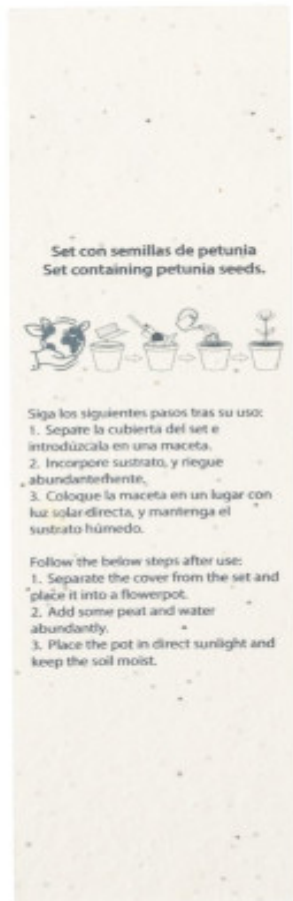 Set con semillas de petunia
Set containing petunia seeds.
Siga los siguientes pasos tras su uso:
1. Separe la cubierta del set e
introdúzcala en una maceta.
2. Incorpore sustrato, y riegue
abundantemente.
3. Coloque la maceta en un lugar con
luz solar directa, y mantenga el
sustrato húmedo.
Follow the below steps after use:
1. Separate the cover from the set and
place it into a flowerpot.
2. Add some peat and water
abundantly.
3. Place the pot in direct sunlight and
keep the soil moist.